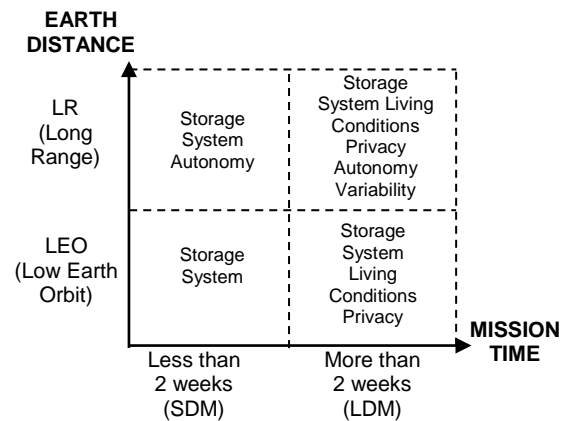 EARTH
DISTANCE
LR
(Long
Range)
Storage
System
Autonomy
Storage
System Living
Conditions
Privacy
Autonomy
Variability
LEO
(Low Earth
Orbit)
Storage
System
Storage
System
Living
Conditions
Privacy
MISSION
TIME
Less than
2 weeks
(SDM)
More than
2 weeks
(LDM)